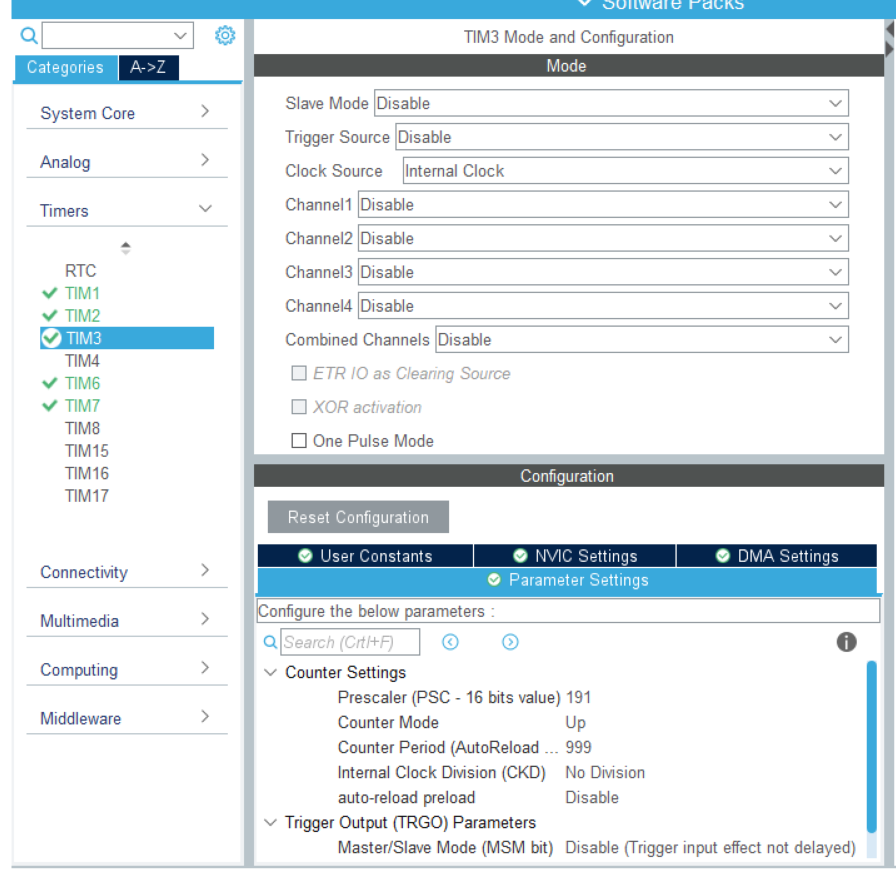 Software Packs
TIM3 Mode and Configuration
Categories A->Z
Mode
System Core
Analog
Timers
RTC
TIM1
TIM2
TIM3
TIM4
TIM6
TIM7
TIM8
TIM15
TIM16
TIM17
Connectivity
Multimedia
Computing
Middleware
Slave Mode Disable
Trigger Source Disable
Clock Source Internal Clock
Channel1 Disable
Channel2 Disable
Channel3 Disable
Channel4 Disable
Combined Channels Disable
ETR IO as Clearing Source
XOR activation
One Pulse Mode
Configuration
Reset Configuration
User Constants NVIC Settings DMA Settings
Parameter Settings
Configure the below parameters :
Search (Crtl+F)
Counter Settings
Prescaler (PSC - 16 bits value) 191
Counter Mode Up
Counter Period (AutoReload ... 999
Internal Clock Division (CKD) No Division
auto-reload preload Disable
Trigger Output (TRGO) Parameters
Master/Slave Mode (MSM bit) Disable (Trigger input effect not delayed)